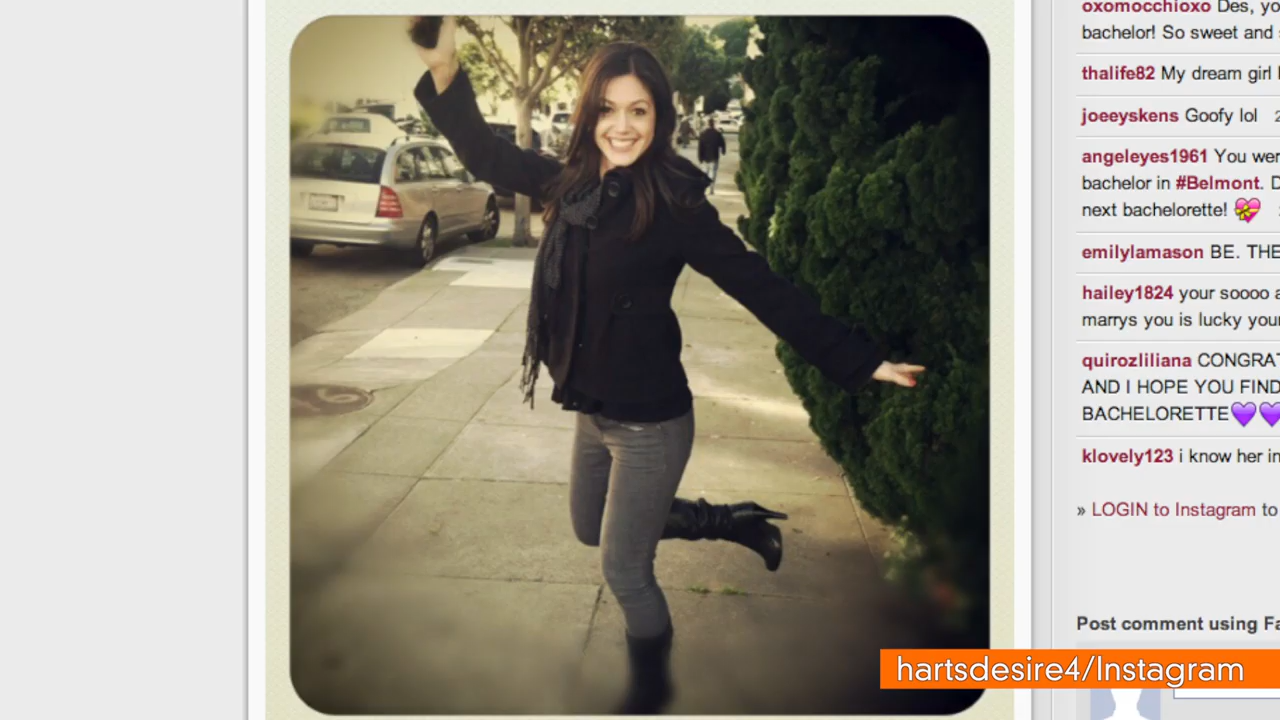 oxomocchioxo Des, yo
bachelor! So sweet and
thalife82 My dream girl
joeeyskens Goofy lol 2
angeleyes1961 You wer
bachelor in #Belmont. D
next bachelorette! 💝
emilylamason BE. THE
hailey1824 your soooo a
marrys you is lucky your
quirozliliana CONGRAT
AND I HOPE YOU FIND
BACHELORETTE💜💜
klovely123 i know her in
» LOGIN to Instagram to
Post comment using Fa
hartsdesire4/Instagram